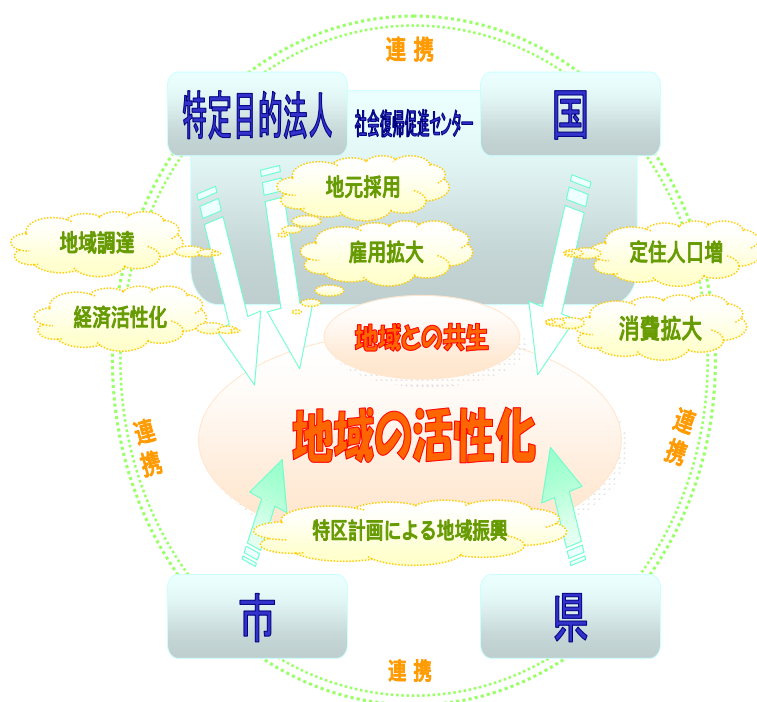 連携
特定目的法人
社会復帰促進センター
国
地元採用
地域調達
雇用拡大
定住人口増
経済活性化
消費拡大
地域との共生
地域の活性化
連携
連携
特区計画による地域振興
市
県
連携